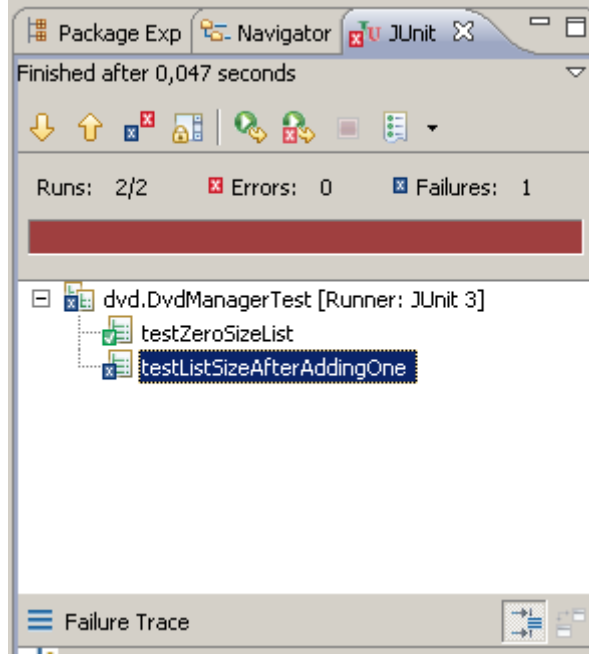 Package Exp Navigator JUnit
Finished after 0,047 seconds
Runs: 2/2 Errors: 0 Failures: 1
dvd.DvdManagerTest [Runner: JUnit 3]
testZeroSizeList
testListSizeAfterAddingOne
Failure Trace